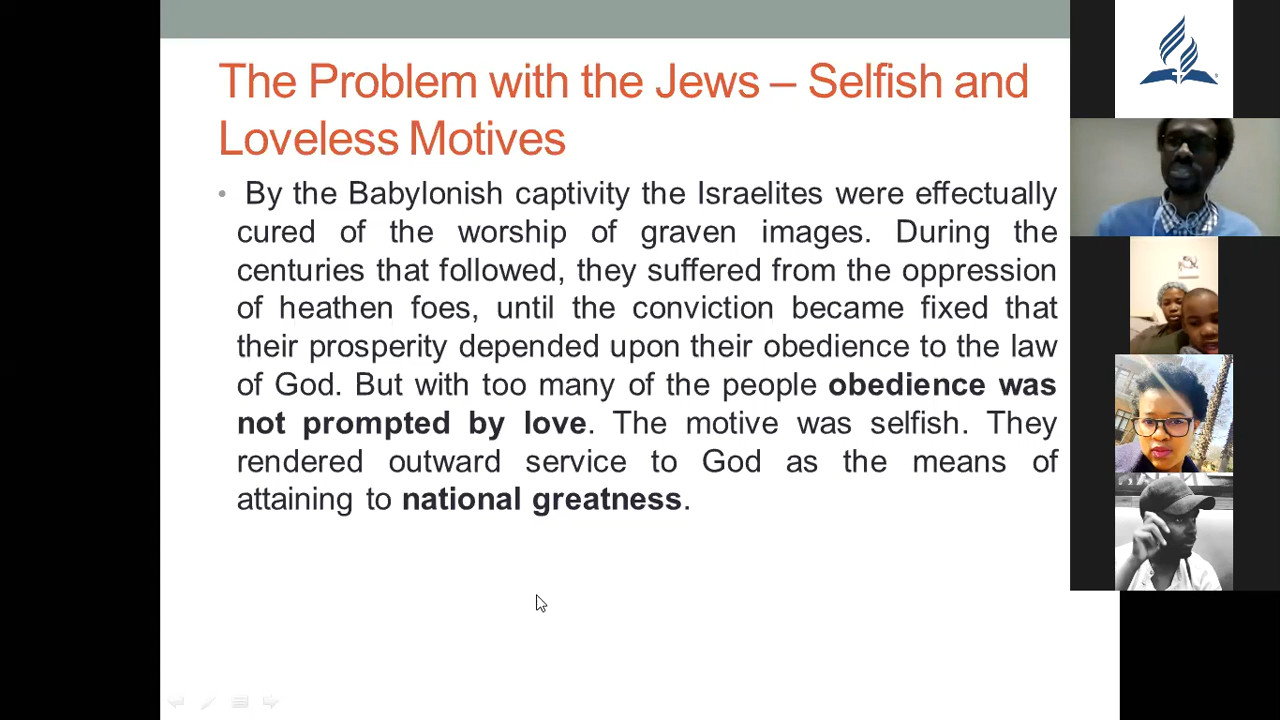 The Problem with the Jews – Selfish and
Loveless Motives
• By the Babylonish captivity the Israelites were effectually
cured of the worship of graven images. During the
centuries that followed, they suffered from the oppression
of heathen foes, until the conviction became fixed that
their prosperity depended upon their obedience to the law
of God. But with too many of the people obedience was
not prompted by love. The motive was selfish. They
rendered outward service to God as the means of
attaining to national greatness.